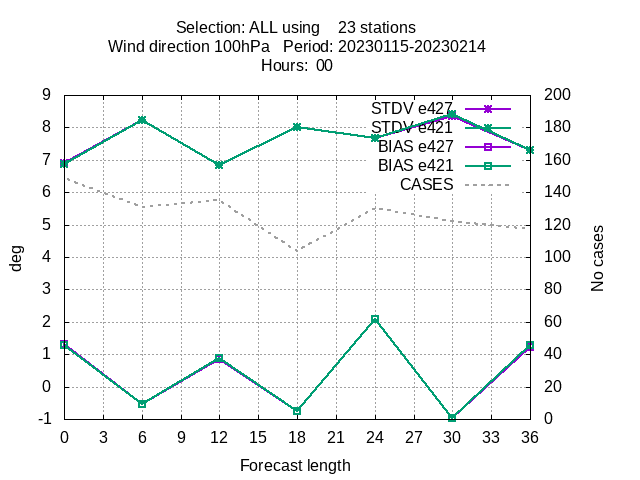 Selection: ALL using    23 stations
Wind direction 100hPa   Period: 20230115-20230214
Hours:  00
9 200
STDV e427
8 STDV e421 180
BIAS e427
7 BIAS e421 160
CASES
6 140
5 120
4 100
3 80
2 60
1 40
0 20
-1 0
deg
No cases
0 3 6 9 12 15 18 21 24 27 30 33 36
Forecast length